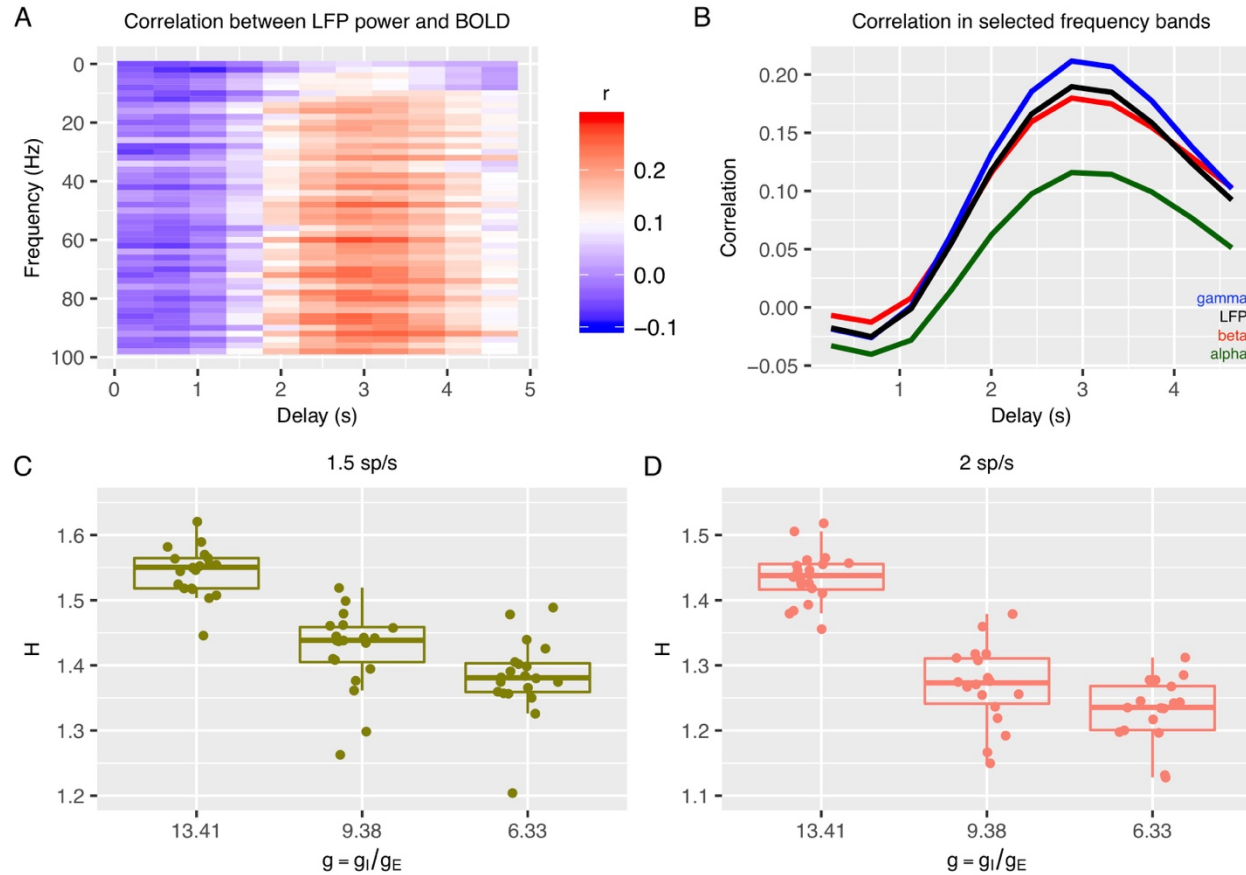 A
Correlation between LFP power and BOLD
0
20
40
60
80
100
Frequency (Hz)
0 1 2 3 4 5
Delay (s)
r
0.2
0.1
0.0
−0.1
B
Correlation in selected frequency bands
0.20
0.15
0.10
0.05
0.00
−0.05
Correlation
gamma
LFP
beta
alpha
1 2 3 4
Delay (s)
C
1.5 sp/s
1.6
1.5
1.4
1.3
1.2
H
13.41 9.38 6.33
g = gI/gE
D
2 sp/s
1.5
1.4
1.3
1.2
1.1
H
13.41 9.38 6.33
g = gI/gE